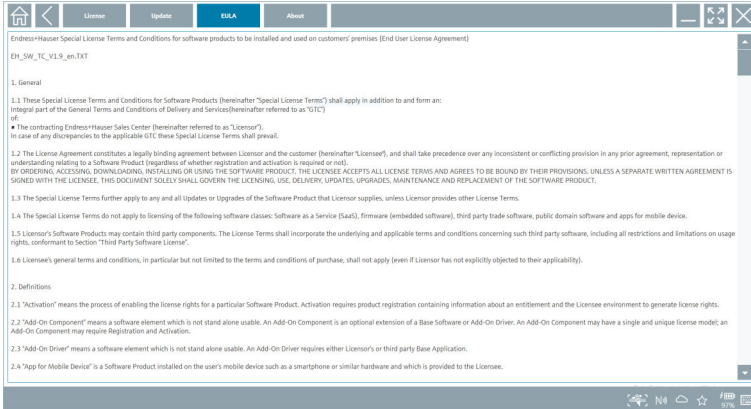 License Update EULA About
Endress+Hauser Special License Terms and Conditions for software products to be installed and used on customers' premises (End User License Agreement)
EH_SW_TC_V1.9_en.TXT
1. General
1.1 These Special License Terms and Conditions for Software Products (hereinafter "Special License Terms") shall apply in addition to and form an:
Integral part of the General Terms and Conditions of Delivery and Services(hereinafter referred to as "GTC")
of:
▪ The contracting Endress+Hauser Sales Center (hereinafter referred to as "Licensor").
In case of any discrepancies to the applicable GTC these Special License Terms shall prevail.
1.2 The License Agreement constitutes a legally binding agreement between Licensor and the customer (hereinafter "Licensee"), and shall take precedence over any inconsistent or conflicting provision in any prior agreement, representation or
understanding relating to a Software Product (regardless of whether registration and activation is required or not).
BY ORDERING, ACCESSING, DOWNLOADING, INSTALLING OR USING THE SOFTWARE PRODUCT, THE LICENSEE ACCEPTS ALL LICENSE TERMS AND AGREES TO BE BOUND BY THEIR PROVISIONS. UNLESS A SEPARATE WRITTEN AGREEMENT IS
SIGNED WITH THE LICENSEE, THIS DOCUMENT SOLELY SHALL GOVERN THE LICENSING, USE, DELIVERY, UPDATES, UPGRADES, MAINTENANCE AND REPLACEMENT OF THE SOFTWARE PRODUCT.
1.3 The Special License Terms further apply to any and all Updates or Upgrades of the Software Product that Licensor supplies, unless Licensor provides other License Terms.
1.4 The Special License Terms do not apply to licensing of the following software classes: Software as a Service (SaaS), firmware (embedded software), third party trade software, public domain software and apps for mobile device.
1.5 Licensor's Software Products may contain third party components. The License Terms shall incorporate the underlying and applicable terms and conditions concerning such third party software, including all restrictions and limitations on usage
rights, conformant to Section "Third Party Software License".
1.6 Licensee's general terms and conditions, in particular but not limited to the terms and conditions of purchase, shall not apply (even if Licensor has not explicitly objected to their applicability).
2. Definitions
2.1 "Activation" means the process of enabling the license rights for a particular Software Product. Activation requires product registration containing information about an entitlement and the Licensee environment to generate license rights.
2.2 "Add-On Component" means a software element which is not stand alone usable. An Add-On Component is an optional extension of a Base Software or Add-On Driver. An Add-On Component may have a single and unique license model; an
Add-On Component may require Registration and Activation.
2.3 "Add-On Driver" means a software element which is not stand alone usable. An Add-On Driver requires either Licensor's or third party Base Application.
2.4 "App for Mobile Device" is a Software Product installed on the user's mobile device such as a smartphone or similar hardware and which is provided to the Licensee.
97%